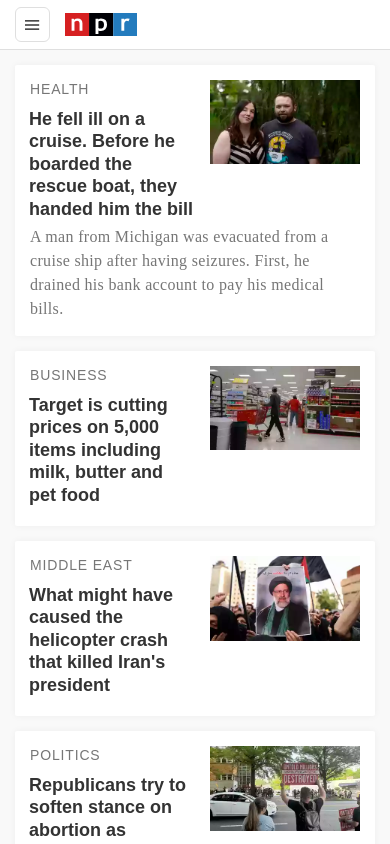 npr
HEALTH
He fell ill on a
cruise. Before he
boarded the
rescue boat, they
handed him the bill
A man from Michigan was evacuated from a
cruise ship after having seizures. First, he
drained his bank account to pay his medical
bills.
BUSINESS
Target is cutting
prices on 5,000
items including
milk, butter and
pet food
MIDDLE EAST
What might have
caused the
helicopter crash
that killed Iran's
president
POLITICS
Republicans try to
soften stance on
abortion as
DESTROYED